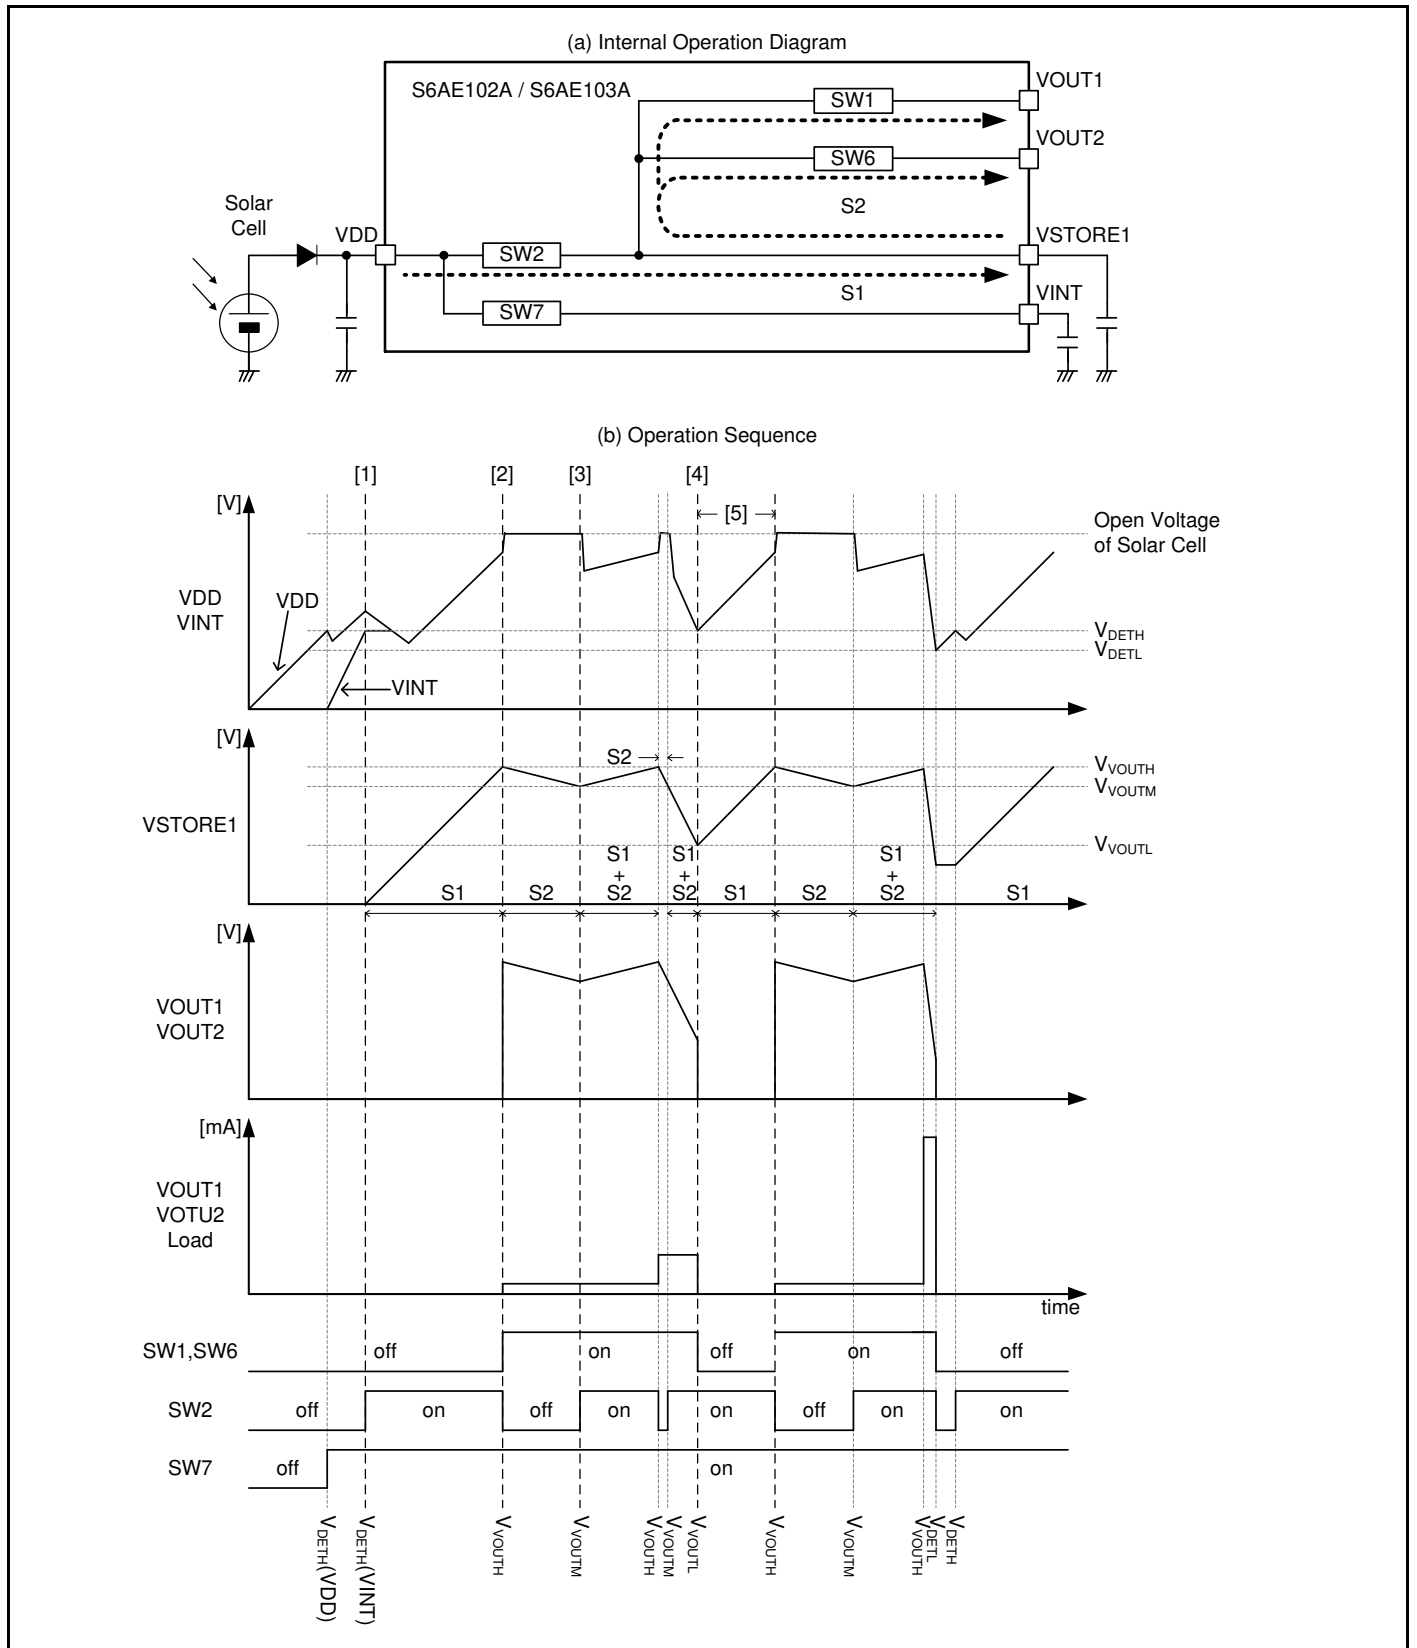 (a) Internal Operation Diagram
S6AE102A / S6AE103A
VOUT1
SW1
VOUT2
SW6
Solar
Cell
S2
VDD
VSTORE1
SW2
S1
VINT
SW7
(b) Operation Sequence
[1]
[2]
[3]
[4]
[V]
[5]
Open Voltage
of Solar Cell
VDD
VINT
VDD
VDETH
VDETL
VINT
[V]
S2
VVOUTH
VVOUTM
VSTORE1
VVOUTL
S1
+
S2
S1
+
S2
S1
+
S2
S1
S2
S1
S2
S1
[V]
VOUT1
VOUT2
[mA]
VOUT1
VOTU2
Load
time
SW1,SW6
off
on
off
on
off
SW2
off
on
off
on
on
off
on
on
SW7
off
on
VDETH(VDD)
VDETH(VINT)
VVOUTH
VVOUTM
VVOUTH
VVOUTM
VVOUTL
VVOUTH
VVOUTM
VVOUTH
VDETL
VDETH